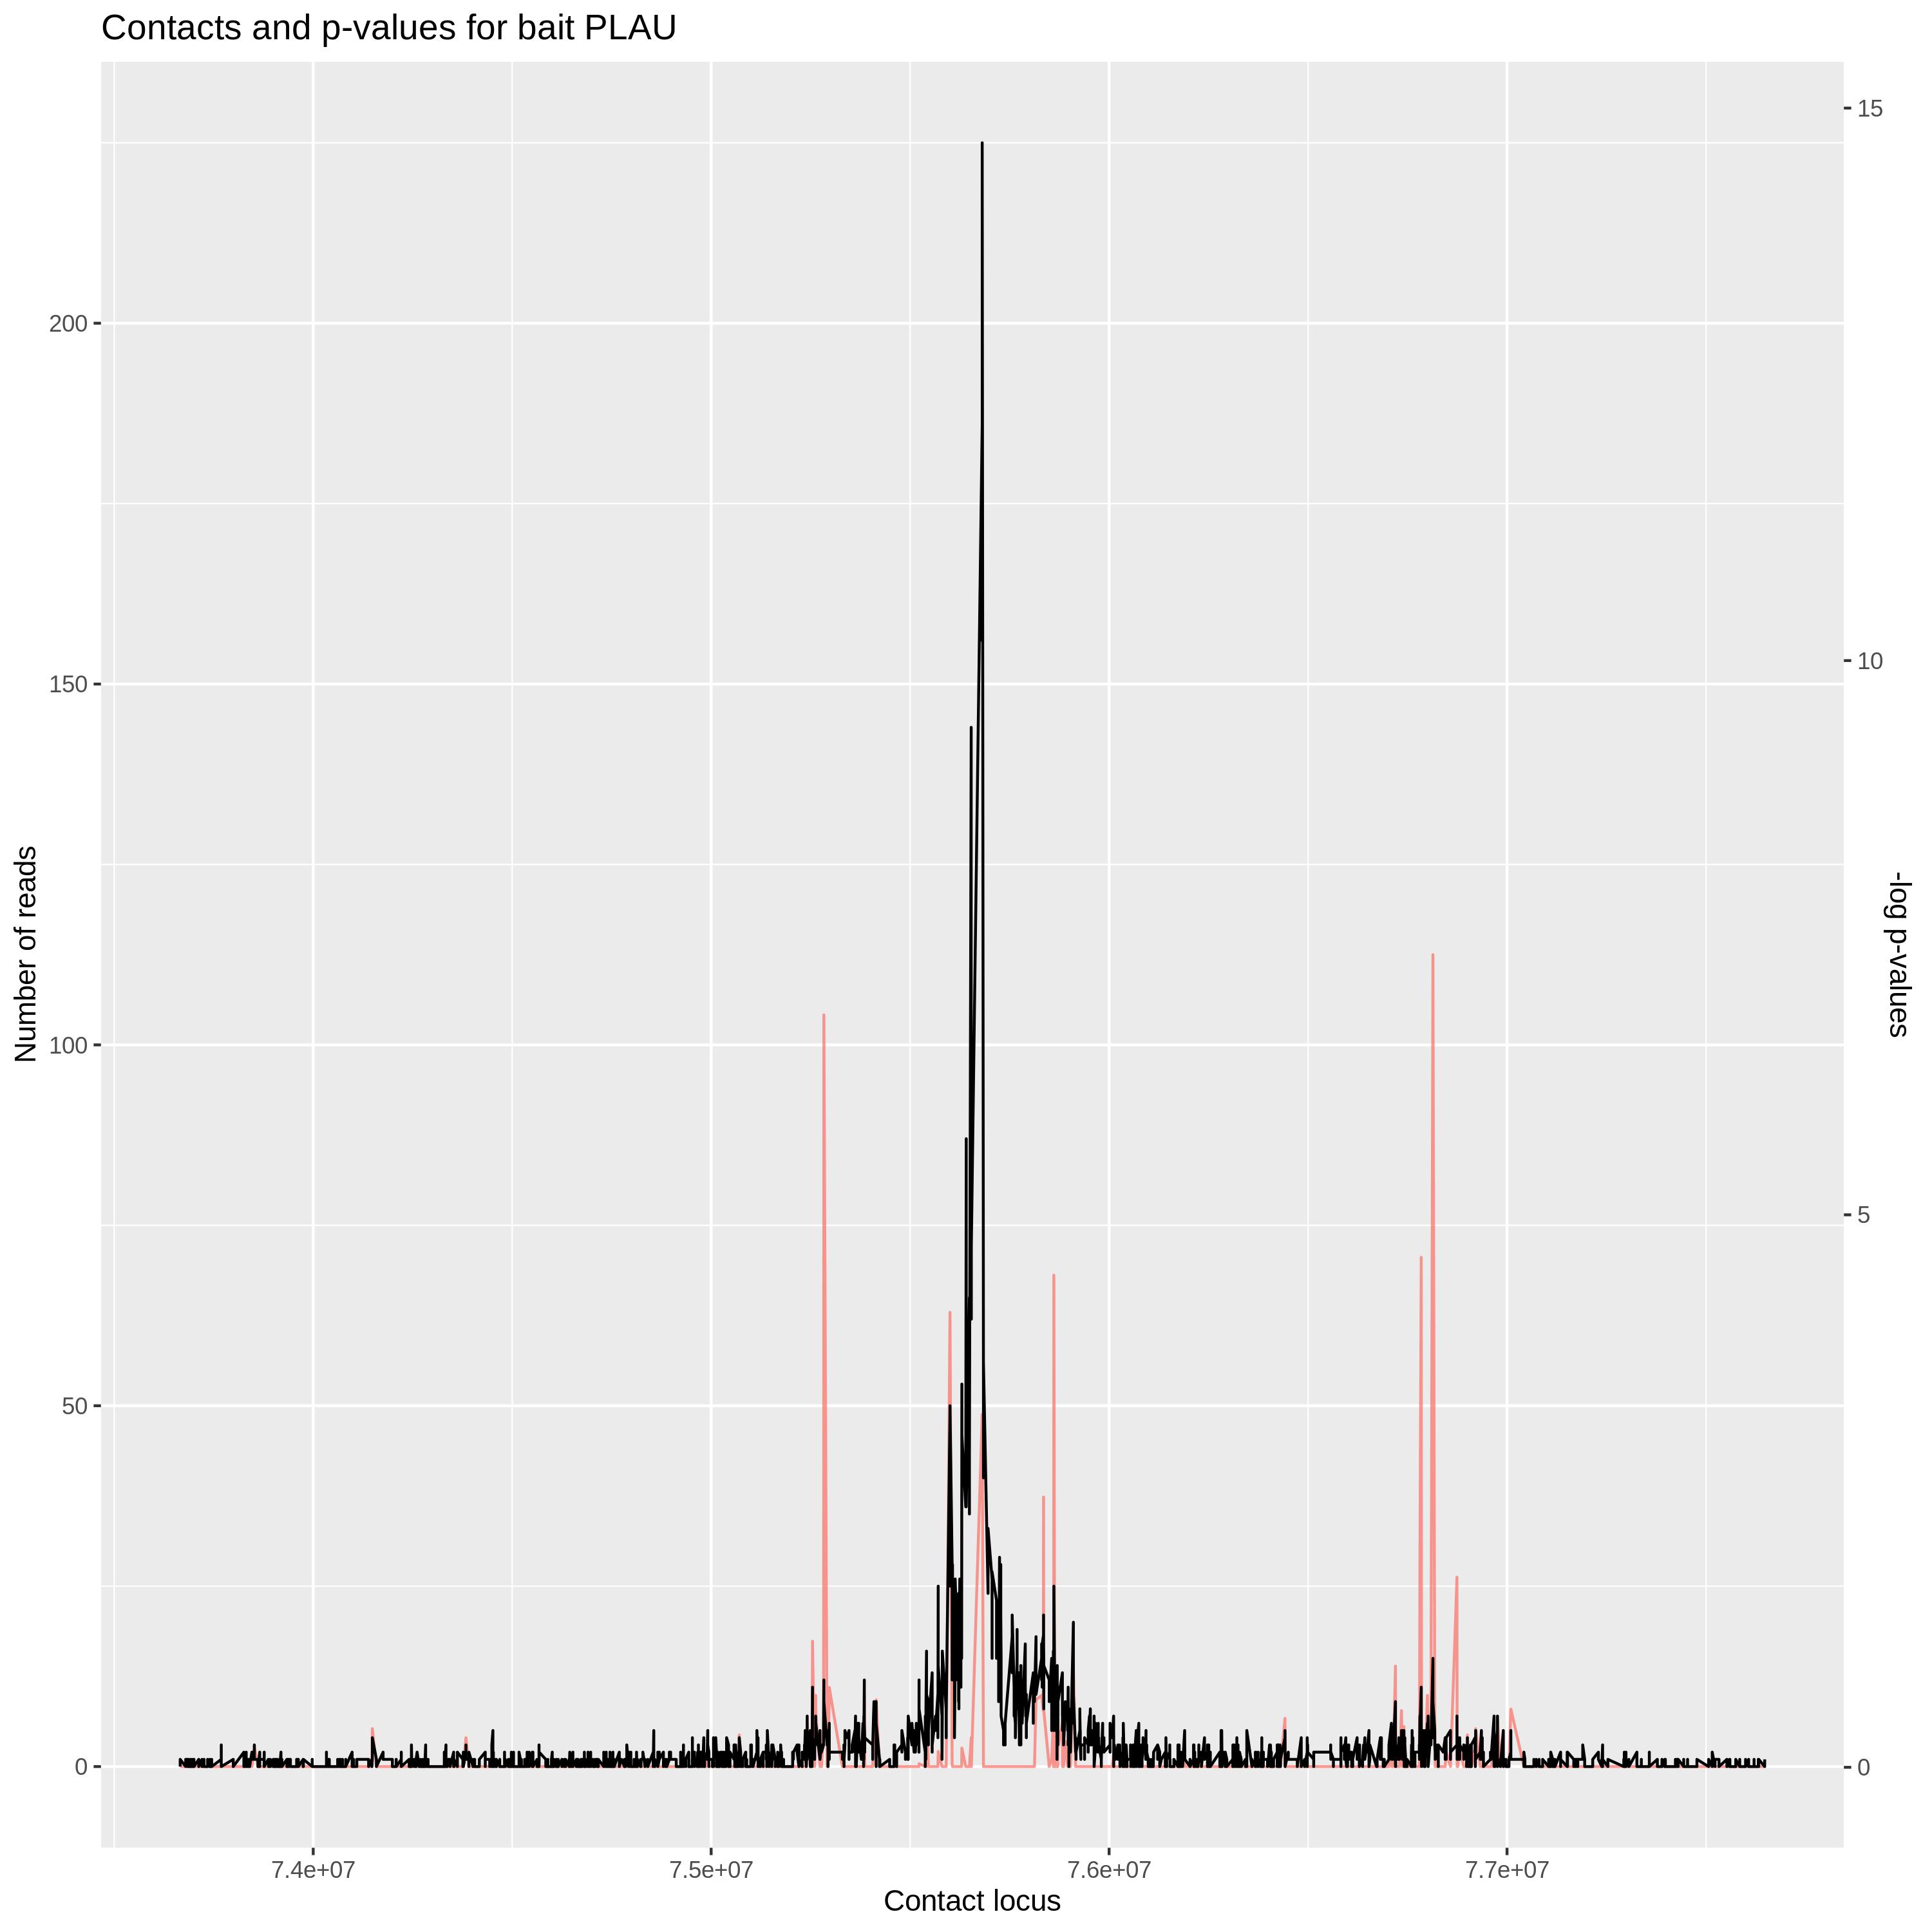 Contacts and p-values for bait PLAU
15
200
10
150
Number of reads
-log p-values
100
5
50
0
0
7.4e+07 7.5e+07 7.6e+07 7.7e+07
Contact locus